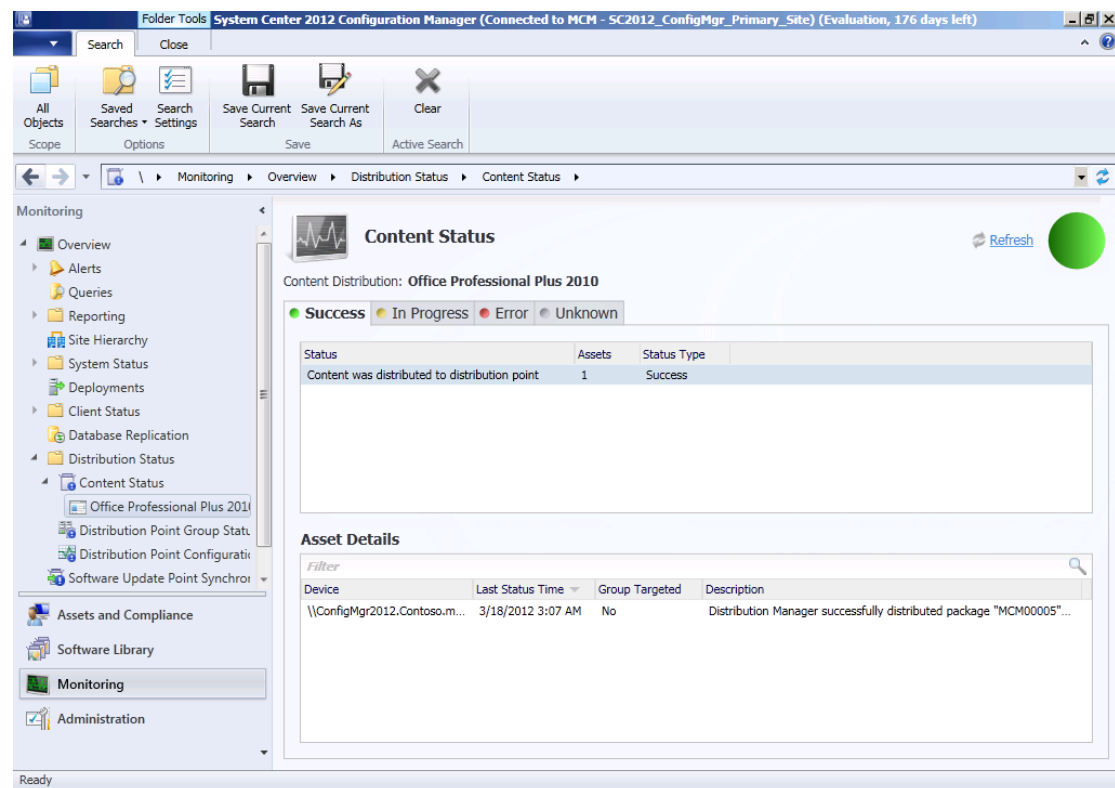 Folder Tools System Center 2012 Configuration Manager (Connected to MCM - SC2012_ConfigMgr_Primary_Site) (Evaluation, 176 days left)
Search Close
All Objects
Saved Searches
Search Settings
Save Current Search
Save Current Search As
Clear
Scope Options Save Active Search
\ Monitoring Overview Distribution Status Content Status
Monitoring
Overview
Alerts
Queries
Reporting
Site Hierarchy
System Status
Deployments
Client Status
Database Replication
Distribution Status
Content Status
Office Professional Plus 201
Distribution Point Group Statu
Distribution Point Configuratio
Software Update Point Synchron
Assets and Compliance
Software Library
Monitoring
Administration
Content Status
Refresh
Content Distribution: Office Professional Plus 2010
Success In Progress Error Unknown
Status Assets Status Type
Content was distributed to distribution point 1 Success
Asset Details
Filter
Device Last Status Time Group Targeted Description
\\ConfigMgr2012.Contoso.m... 3/18/2012 3:07 AM No Distribution Manager successfully distributed package "MCM00005"...
Ready